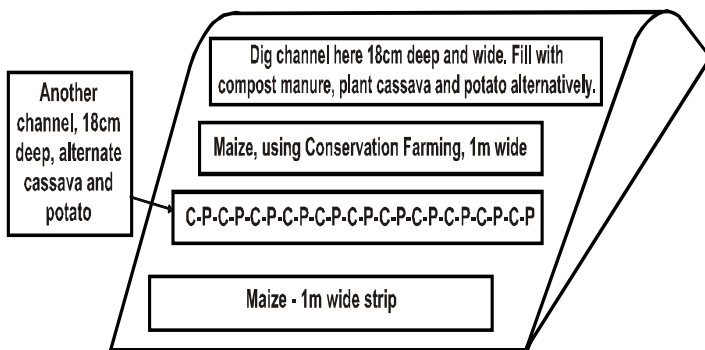 Dig channel here 18cm deep and wide. Fill with
compost manure, plant cassava and potato alternatively.
Another
channel, 18cm
deep, alternate
cassava and
potato
Maize, using Conservation Farming, 1m wide
C-P-C-P-C-P-C-P-C-P-C-P-C-P-C-P-C-P-C-P-C-P
Maize - 1m wide strip